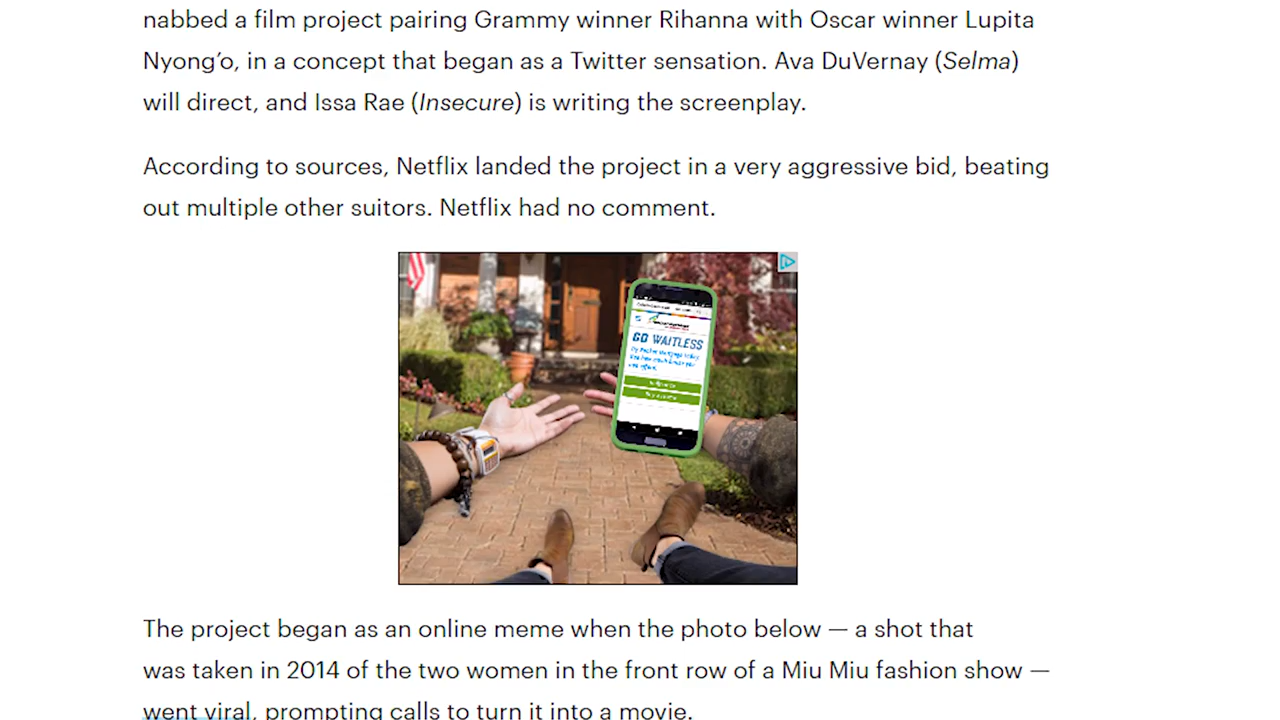 nabbed a film project pairing Grammy winner Rihanna with Oscar winner Lupita
Nyong’o, in a concept that began as a Twitter sensation. Ava DuVernay (Selma)
will direct, and Issa Rae (Insecure) is writing the screenplay.
According to sources, Netflix landed the project in a very aggressive bid, beating
out multiple other suitors. Netflix had no comment.
GO WAITLESS
The project began as an online meme when the photo below — a shot that
was taken in 2014 of the two women in the front row of a Miu Miu fashion show —
went viral, prompting calls to turn it into a movie.